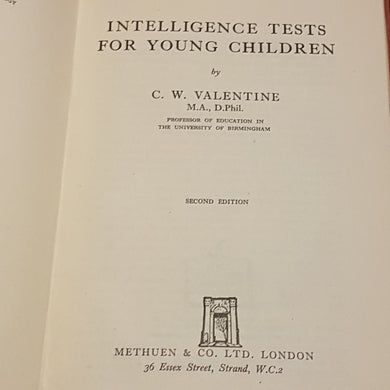 INTELLIGENCE TESTS
FOR YOUNG CHILDREN
by
C. W. VALENTINE
M.A., D.Phil.
PROFESSOR OF EDUCATION IN
THE UNIVERSITY OF BIRMINGHAM
SECOND EDITION
METHUEN & CO. LTD. LONDON
36 Essex Street, Strand, W.C.2